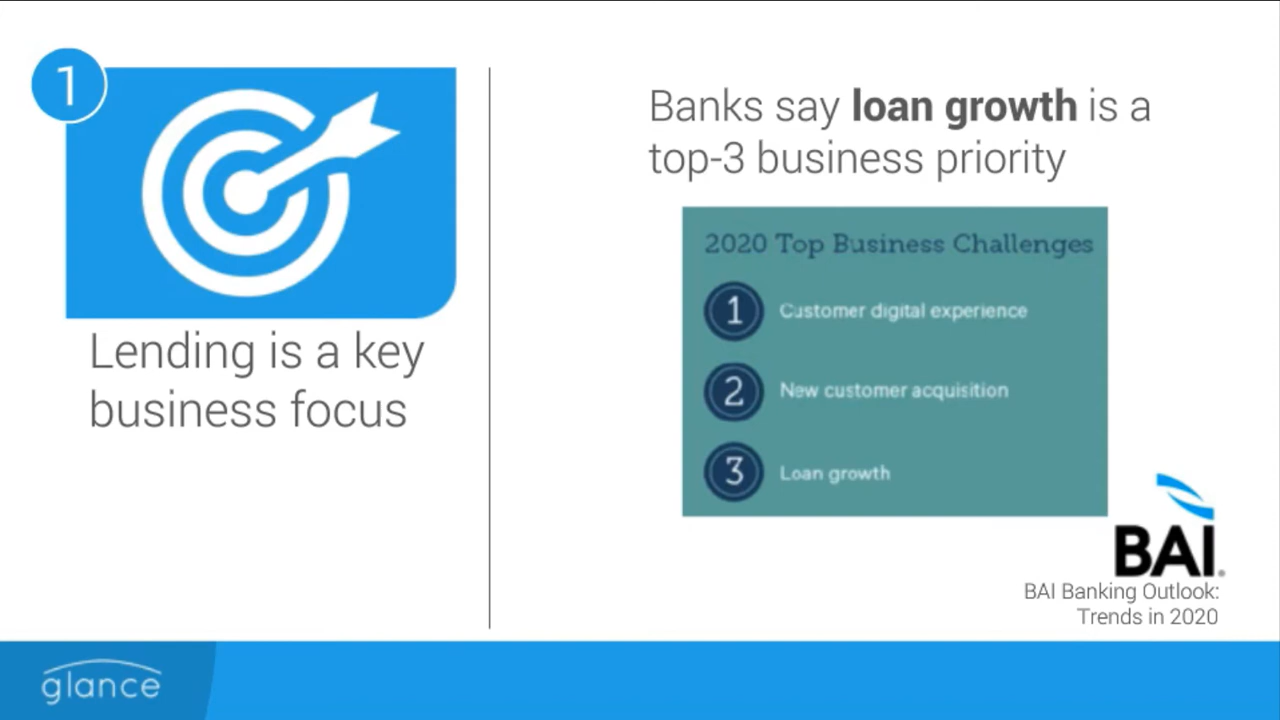 1
Lending is a key
business focus
Banks say loan growth is a
top-3 business priority
2020 Top Business Challenges
1 Customer digital experience
2 New customer acquisition
3 Loan growth
BAI®
BAI Banking Outlook:
Trends in 2020
glance